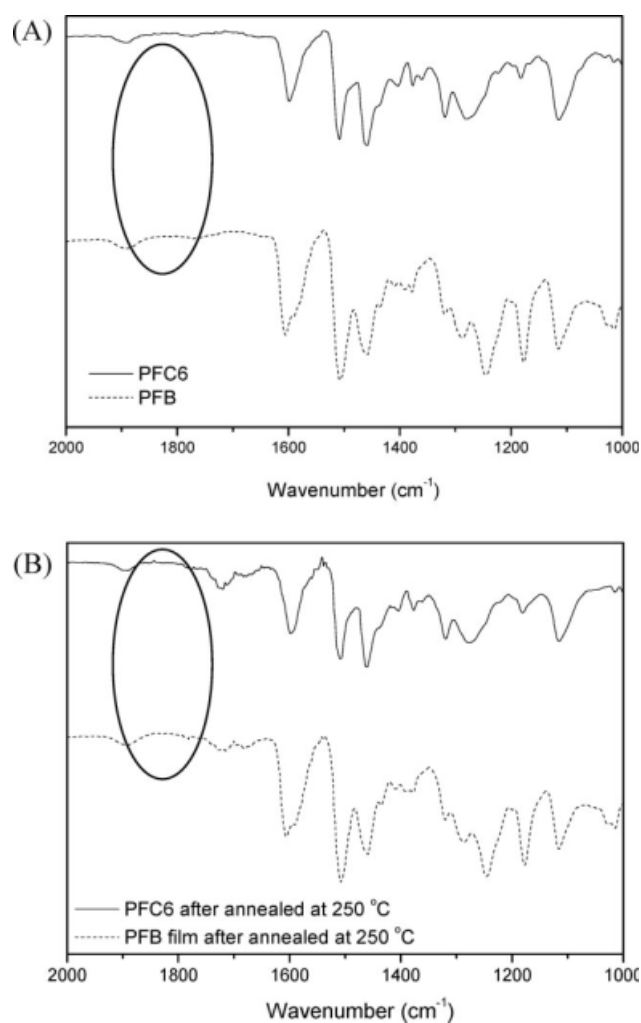 (A)
PFC6
PFB
2000 1800 1600 1400 1200 1000
Wavenumber (cm⁻¹)
(B)
PFC6 after annealed at 250 °C
PFB film after annealed at 250 °C
2000 1800 1600 1400 1200 1000
Wavenumber (cm⁻¹)